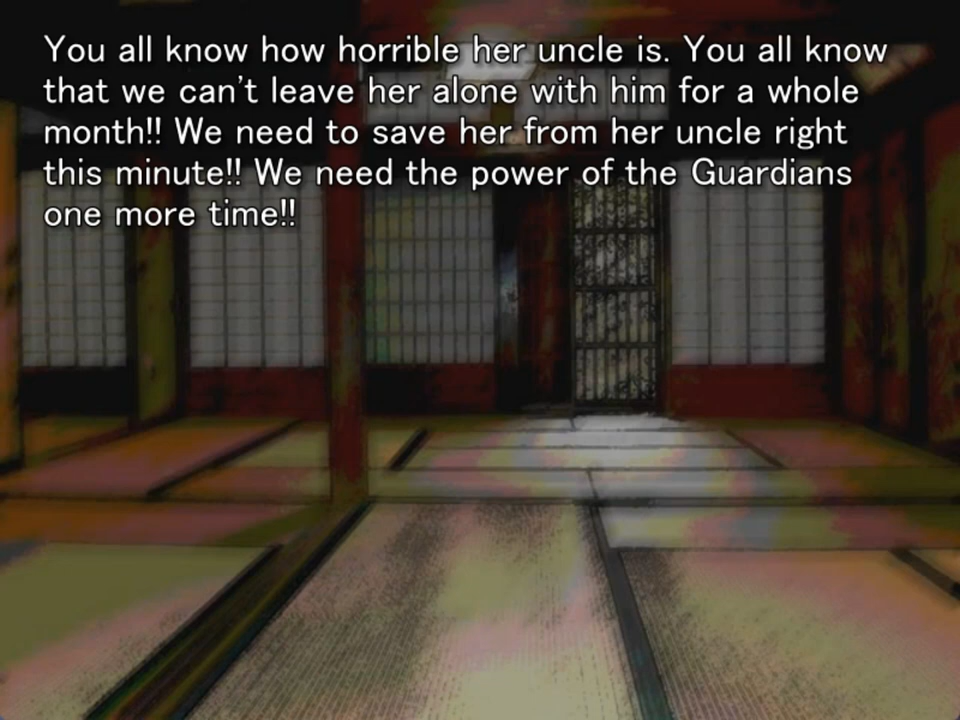 You all know how horrible her uncle is. You all know
that we can't leave her alone with him for a whole
month!! We need to save her from her uncle right
this minute!! We need the power of the Guardians
one more time!!